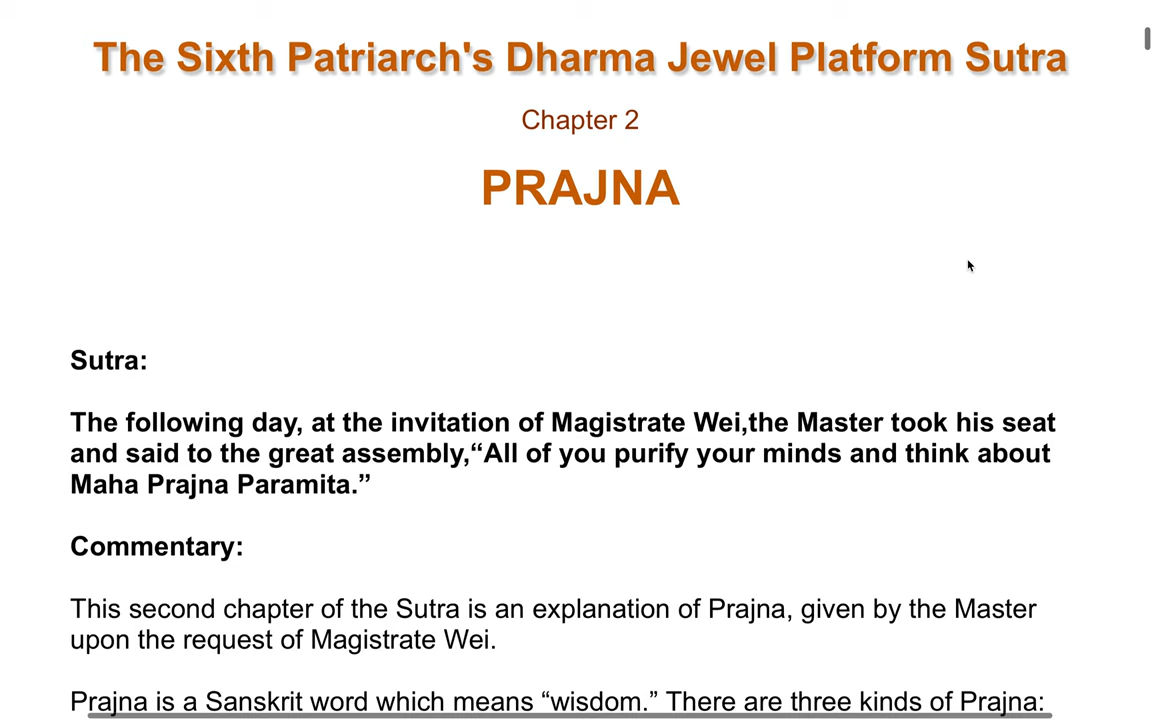 The Sixth Patriarch's Dharma Jewel Platform Sutra
Chapter 2
PRAJNA
Sutra:
The following day, at the invitation of Magistrate Wei,the Master took his seat
and said to the great assembly,“All of you purify your minds and think about
Maha Prajna Paramita.”
Commentary:
This second chapter of the Sutra is an explanation of Prajna, given by the Master
upon the request of Magistrate Wei.
Prajna is a Sanskrit word which means “wisdom.” There are three kinds of Prajna: